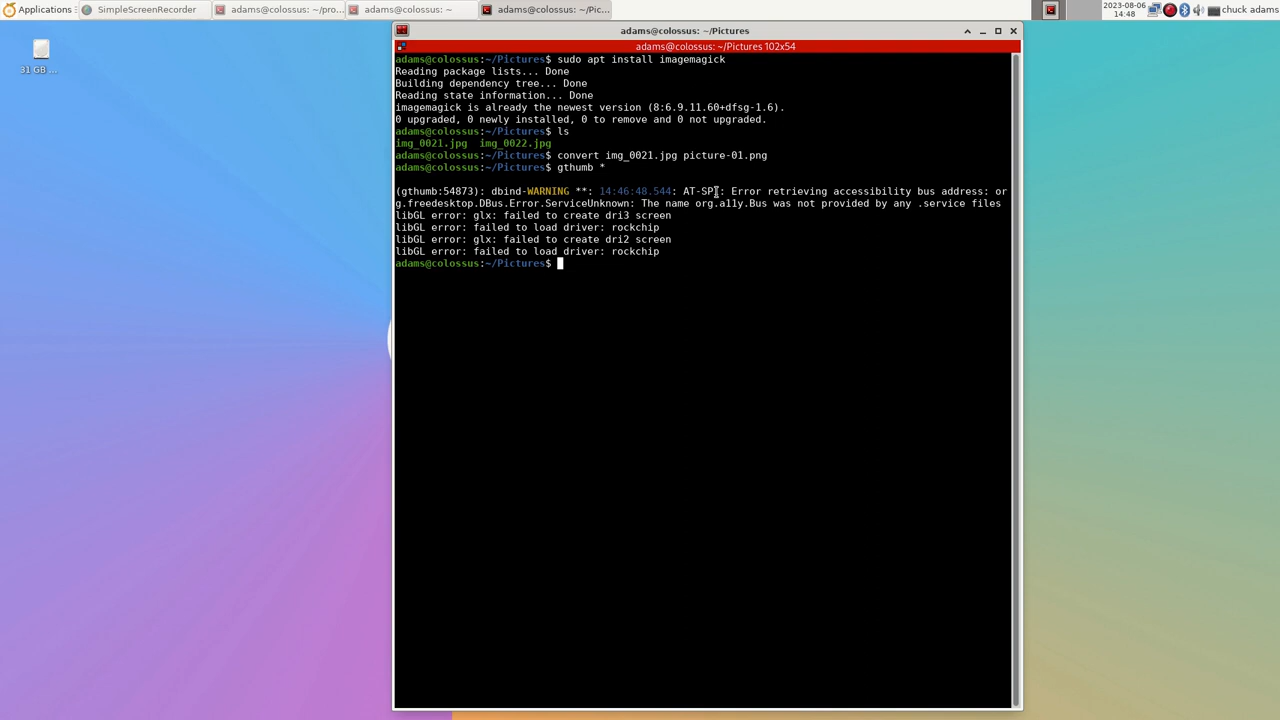 Applications
SimpleScreenRecorder
adams@colossus: ~/pro...
adams@colossus: ~
adams@colossus: ~/Pic...
2023-08-06
14:48
chuck adams
31 GB ...
adams@colossus: ~/Pictures
adams@colossus: ~/Pictures 102x54
adams@colossus:~/Pictures$ sudo apt install imagemagick
Reading package lists... Done
Building dependency tree... Done
Reading state information... Done
imagemagick is already the newest version (8:6.9.11.60+dfsg-1.6).
0 upgraded, 0 newly installed, 0 to remove and 0 not upgraded.
adams@colossus:~/Pictures$ ls
img_0021.jpg  img_0022.jpg
adams@colossus:~/Pictures$ convert img_0021.jpg picture-01.png
adams@colossus:~/Pictures$ gthumb *
(gthumb:54873): dbind-WARNING **: 14:46:48.544: AT-SPI: Error retrieving accessibility bus address: or
g.freedesktop.DBus.Error.ServiceUnknown: The name org.a11y.Bus was not provided by any .service files
libGL error: glx: failed to create dri3 screen
libGL error: failed to load driver: rockchip
libGL error: glx: failed to create dri2 screen
libGL error: failed to load driver: rockchip
adams@colossus:~/Pictures$